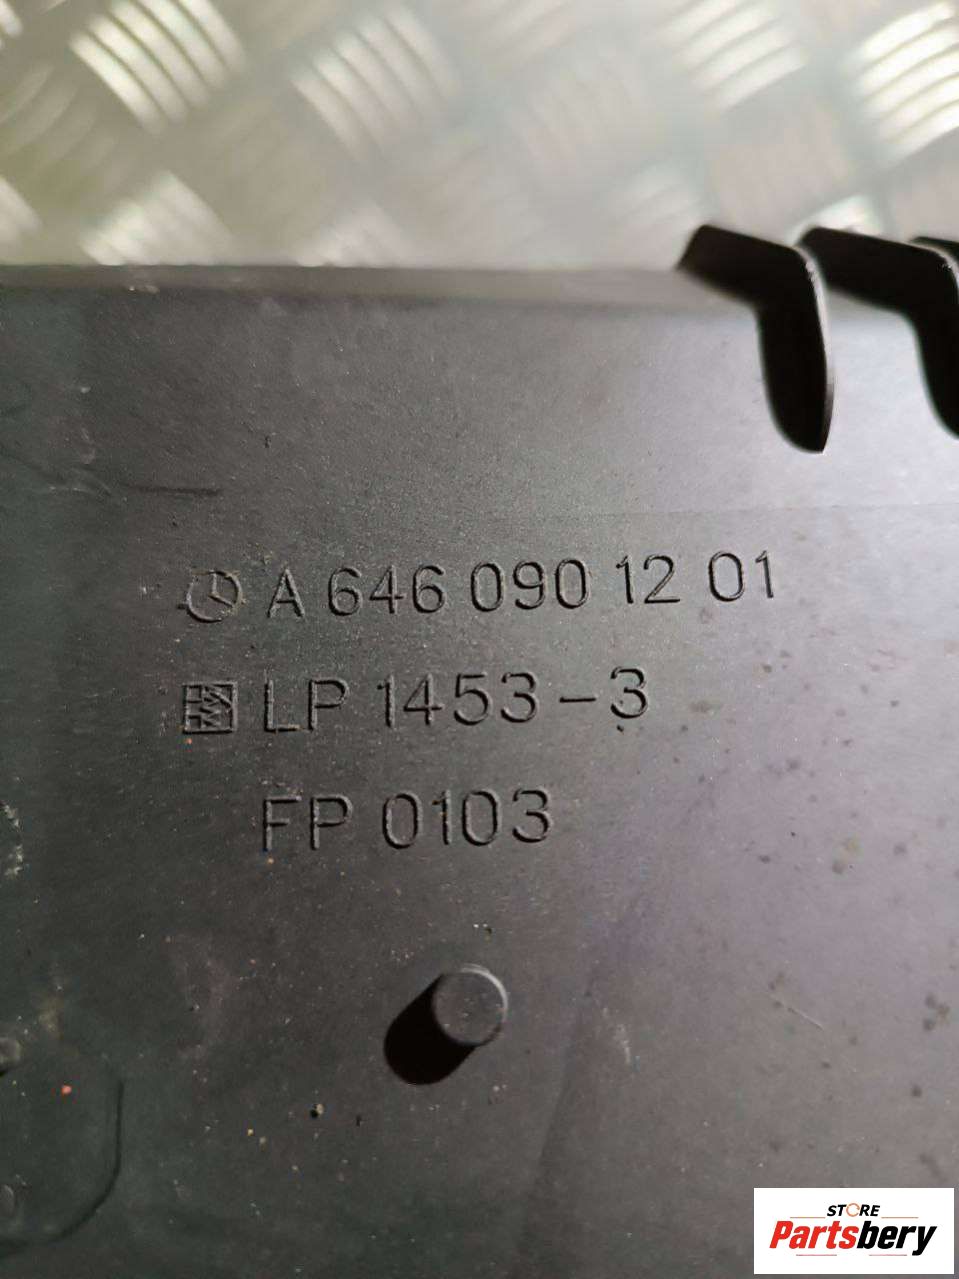 A 646 090 12 01
LP 1453-3
FP 0103
STORE
Partsbery